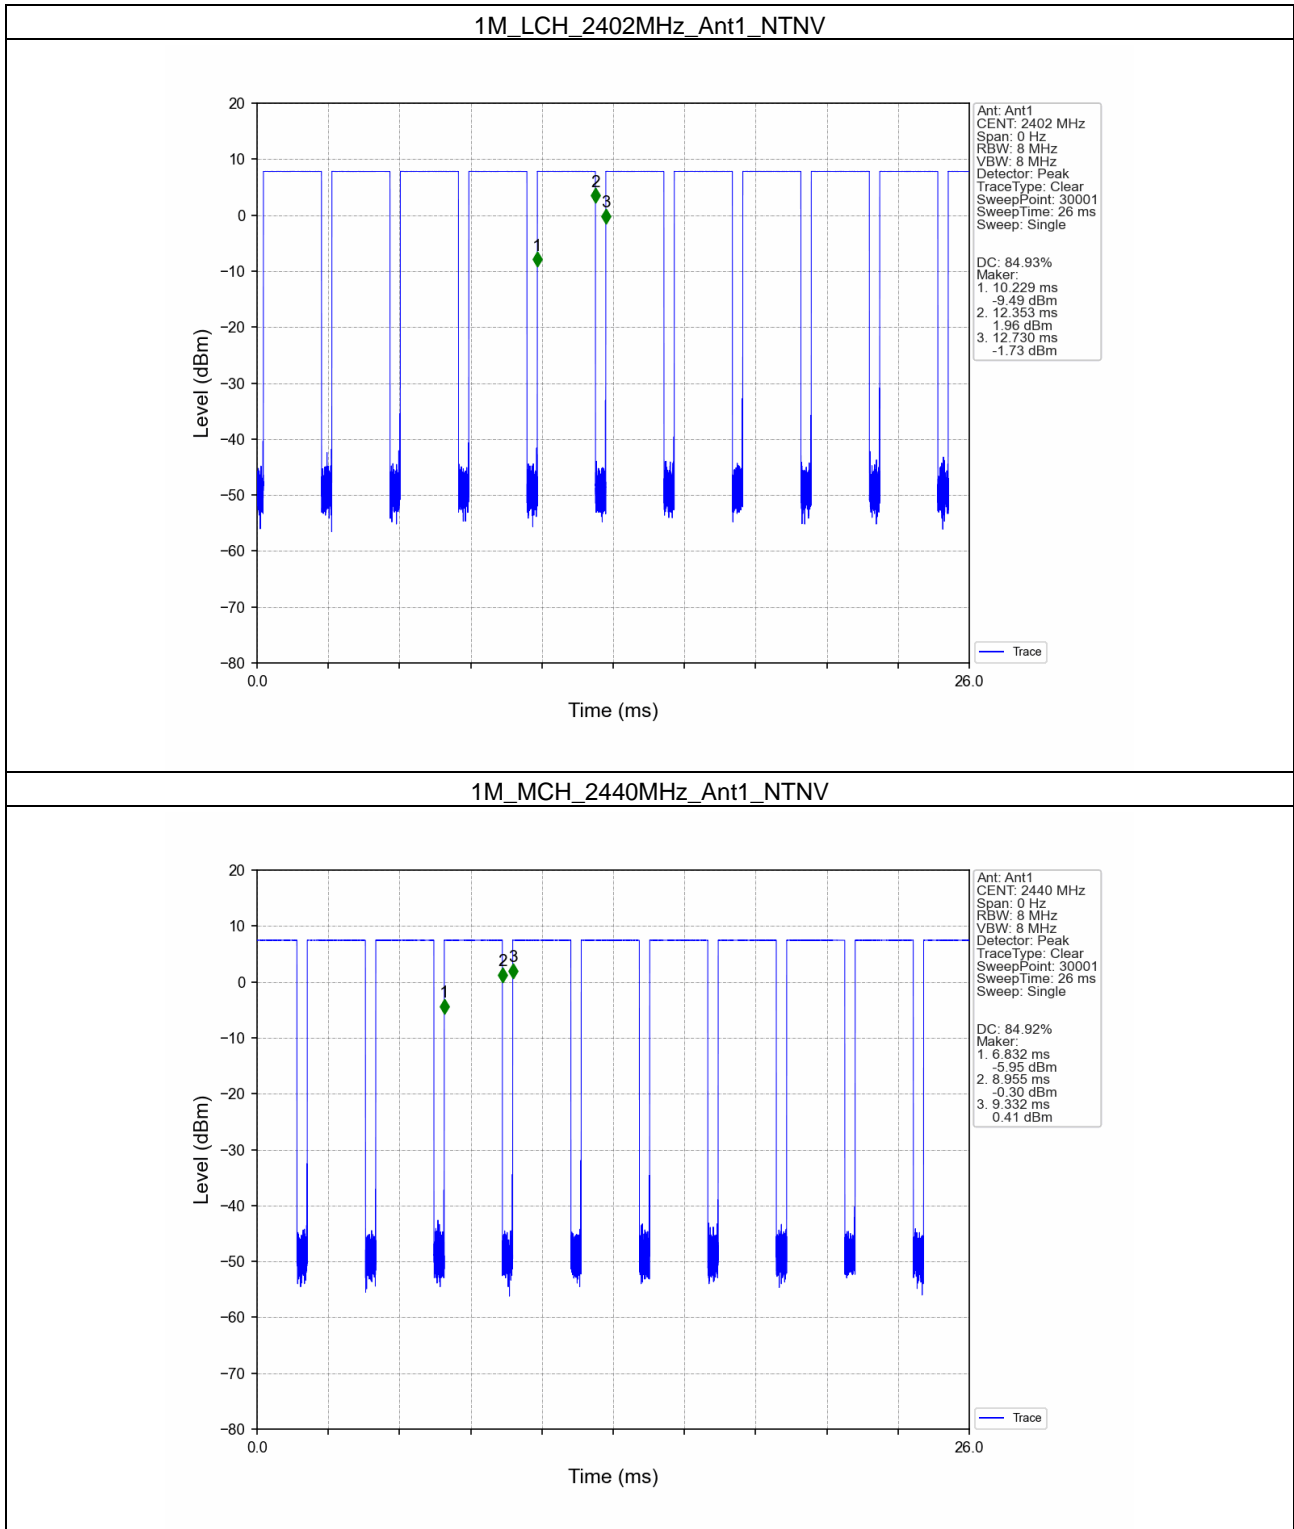 1M_LCH_2402MHz_Ant1_NTNV
20
10
0
−10
−20
−30
−40
−50
−60
−70
−80
Level (dBm)
0.0
26.0
Time (ms)
1
2
3
Ant: Ant1
CENT: 2402 MHz
Span: 0 Hz
RBW: 8 MHz
VBW: 8 MHz
Detector: Peak
TraceType: Clear
SweepPoint: 30001
SweepTime: 26 ms
Sweep: Single
DC: 84.93%
Maker:
1. 10.229 ms
-9.49 dBm
2. 12.353 ms
1.96 dBm
3. 12.730 ms
-1.73 dBm
Trace
1M_MCH_2440MHz_Ant1_NTNV
20
10
0
−10
−20
−30
−40
−50
−60
−70
−80
Level (dBm)
0.0
26.0
Time (ms)
1
2
3
Ant: Ant1
CENT: 2440 MHz
Span: 0 Hz
RBW: 8 MHz
VBW: 8 MHz
Detector: Peak
TraceType: Clear
SweepPoint: 30001
SweepTime: 26 ms
Sweep: Single
DC: 84.92%
Maker:
1. 6.832 ms
-5.95 dBm
2. 8.955 ms
-0.30 dBm
3. 9.332 ms
0.41 dBm
Trace